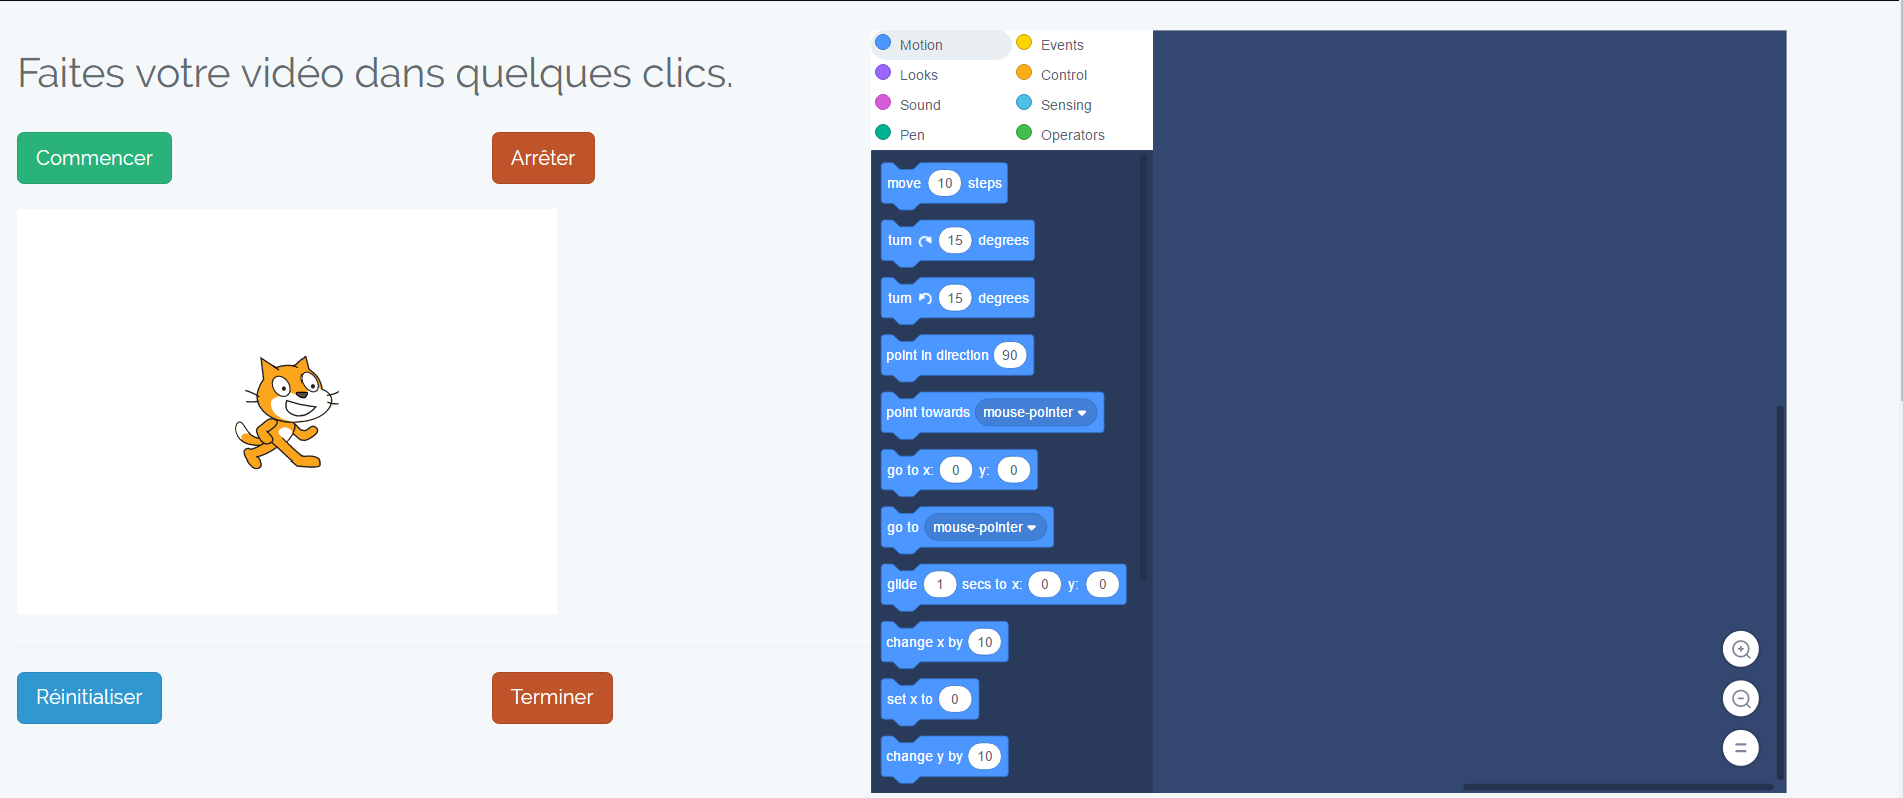 Faites votre vidéo dans quelques clics.
Commencer
Arrêter
Réinitialiser
Terminer
Motion
Events
Looks
Control
Sound
Sensing
Pen
Operators
move 10 steps
turn 15 degrees
turn 15 degrees
point in direction 90
point towards mouse-pointer
go to x: 0 y: 0
go to mouse-pointer
glide 1 secs to x: 0 y: 0
change x by 10
set x to 0
change y by 10